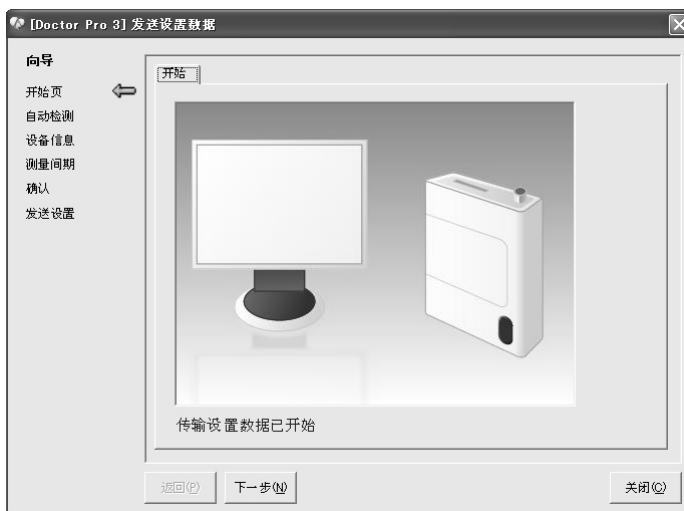 [Doctor Pro 3] 发送设置数据
向导
开始页
自动检测
设备信息
测量间期
确认
发送设置
开始
传输设置数据已开始
返回(P)
下一步(N)
关闭(C)